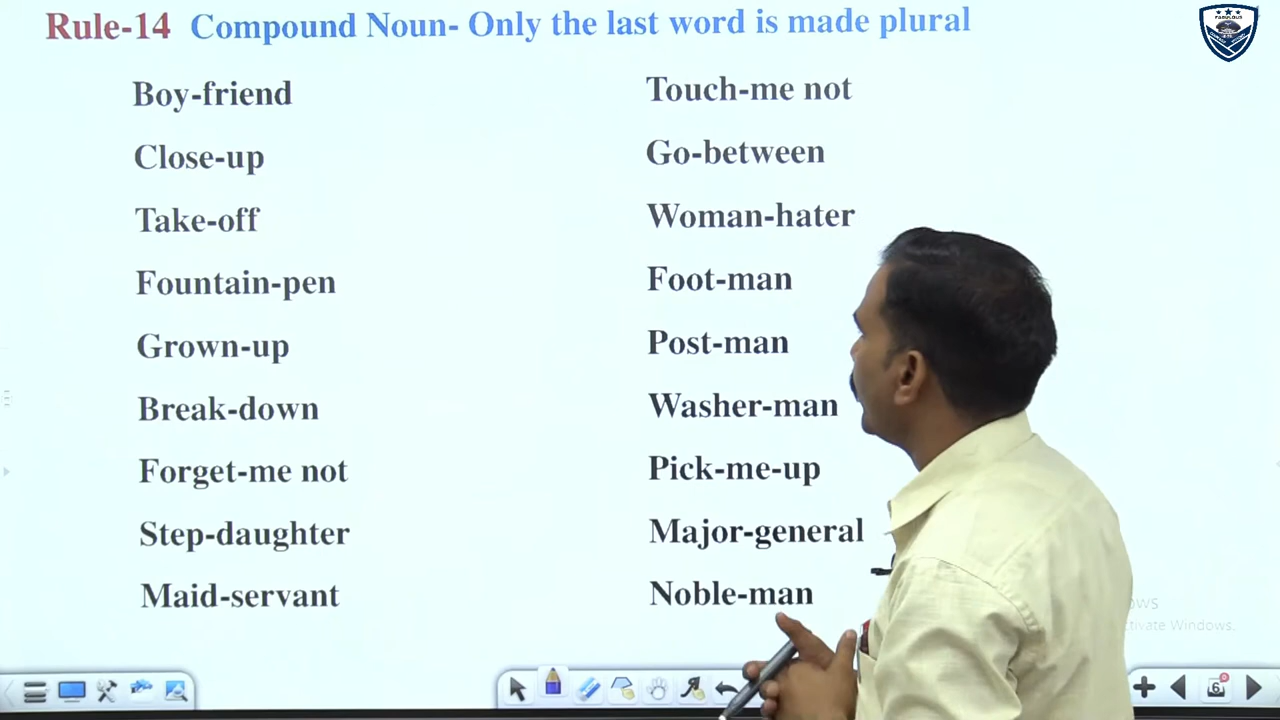 Rule-14 Compound Noun- Only the last word is made plural
Boy-friend
Close-up
Take-off
Fountain-pen
Grown-up
Break-down
Forget-me not
Step-daughter
Maid-servant
Touch-me not
Go-between
Woman-hater
Foot-man
Post-man
Washer-man
Pick-me-up
Major-general
Noble-man
FABULOUS
6